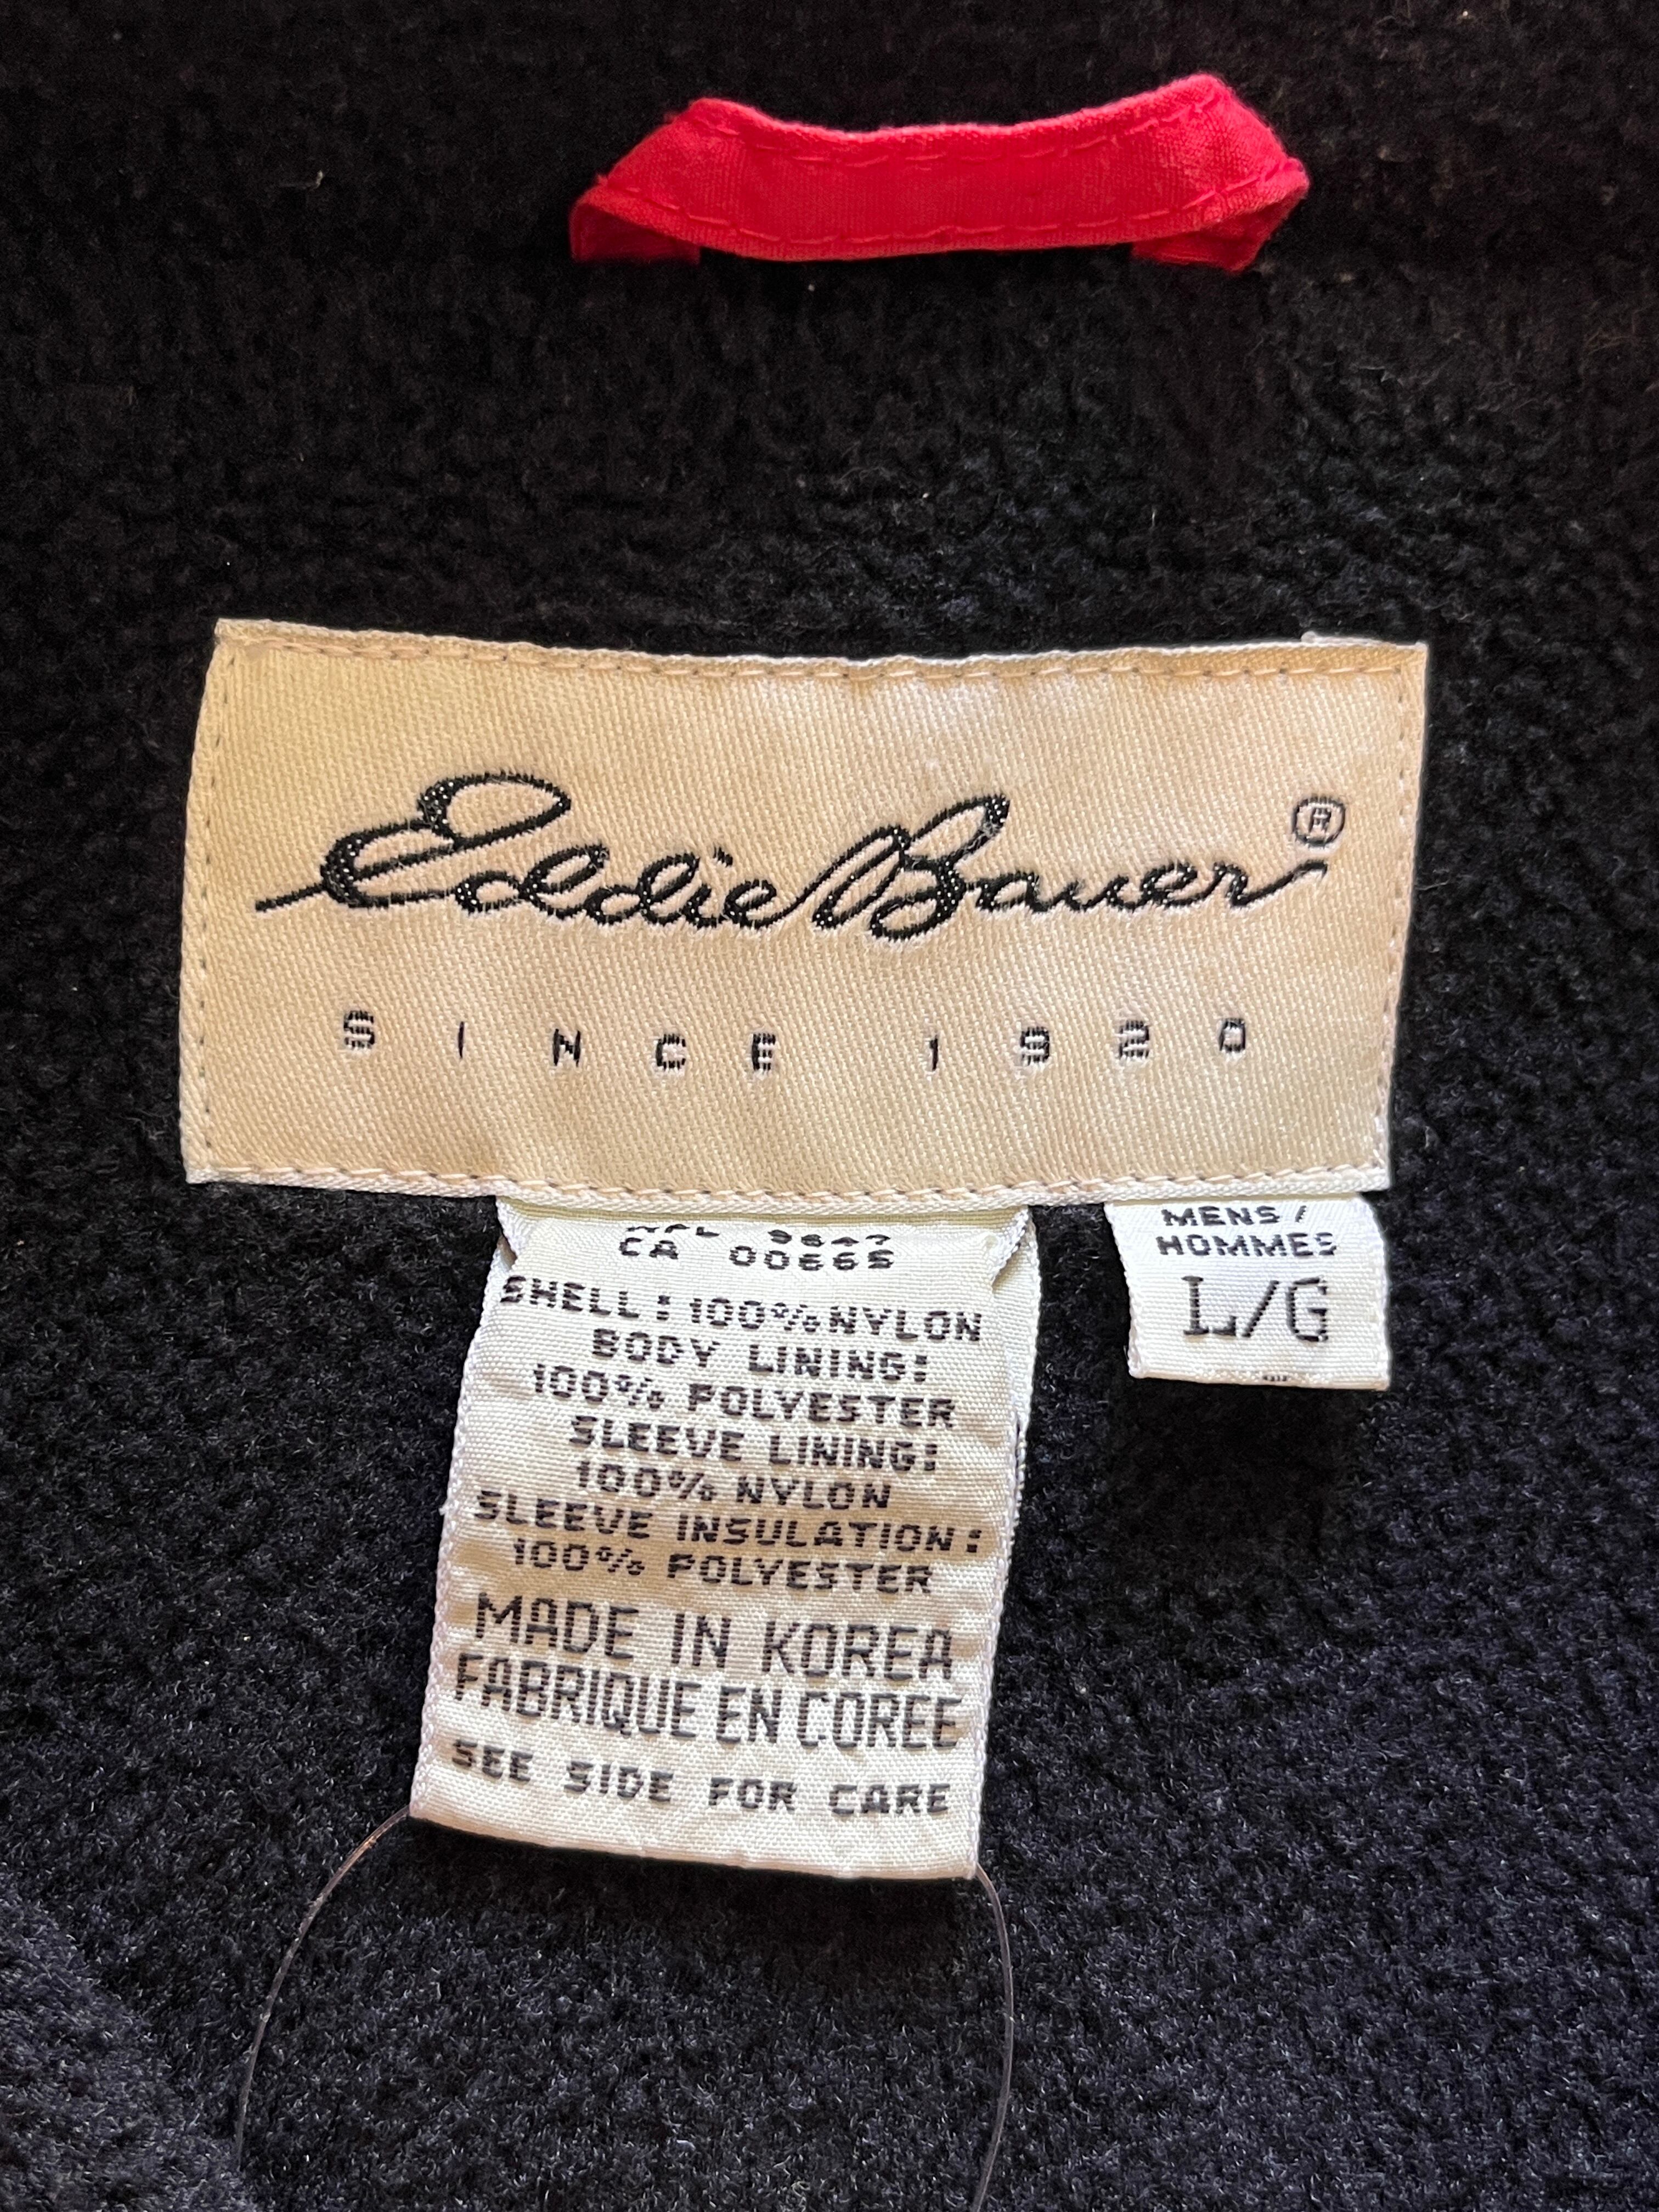 Eddie Bauer®
SINCE 1920
CA 00665
SHELL: 100% NYLON
BODY LINING:
100% POLYESTER
SLEEVE LINING:
100% NYLON
SLEEVE INSULATION:
100% POLYESTER
MADE IN KOREA
FABRIQUE EN COREE
SEE SIDE FOR CARE
MENS/
HOMMES
L/G